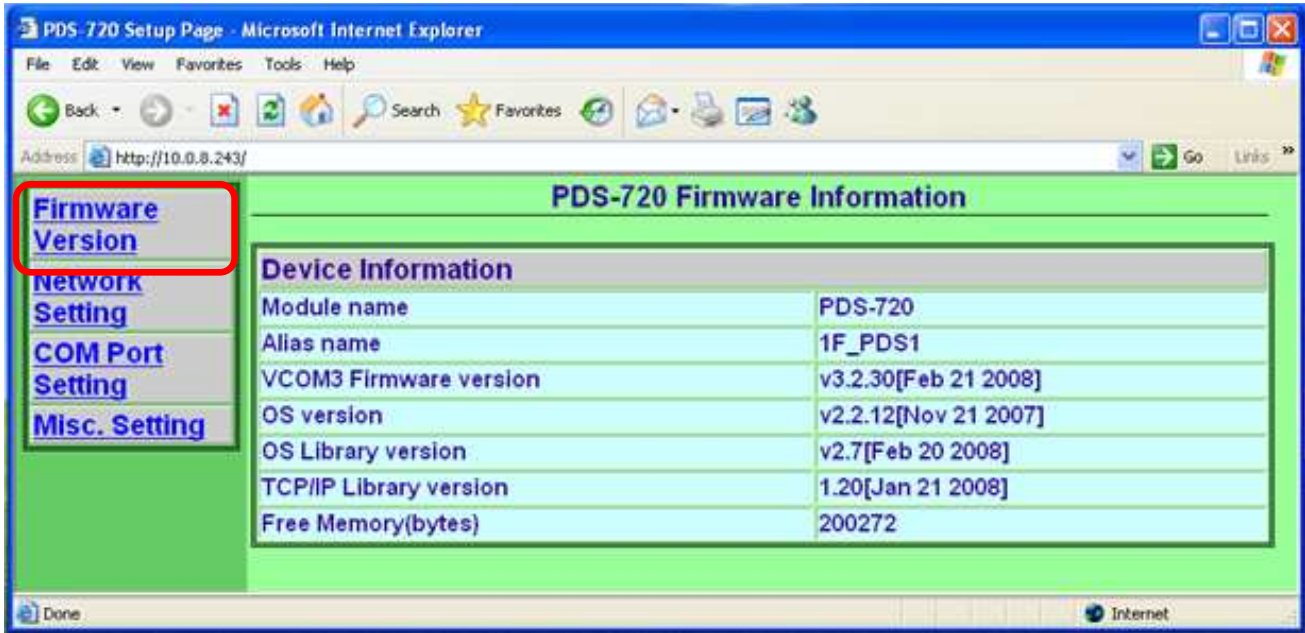 PDS-720 Setup Page - Microsoft Internet Explorer
File Edit View Favorites Tools Help
Back Search Favorites
Address http://10.0.8.243/ Go Links »
Firmware
Version
Network
Setting
COM Port
Setting
Misc. Setting
PDS-720 Firmware Information
Device Information
Module name PDS-720
Alias name 1F_PDS1
VCOM3 Firmware version v3.2.30[Feb 21 2008]
OS version v2.2.12[Nov 21 2007]
OS Library version v2.7[Feb 20 2008]
TCP/IP Library version 1.20[Jan 21 2008]
Free Memory(bytes) 200272
Done Internet